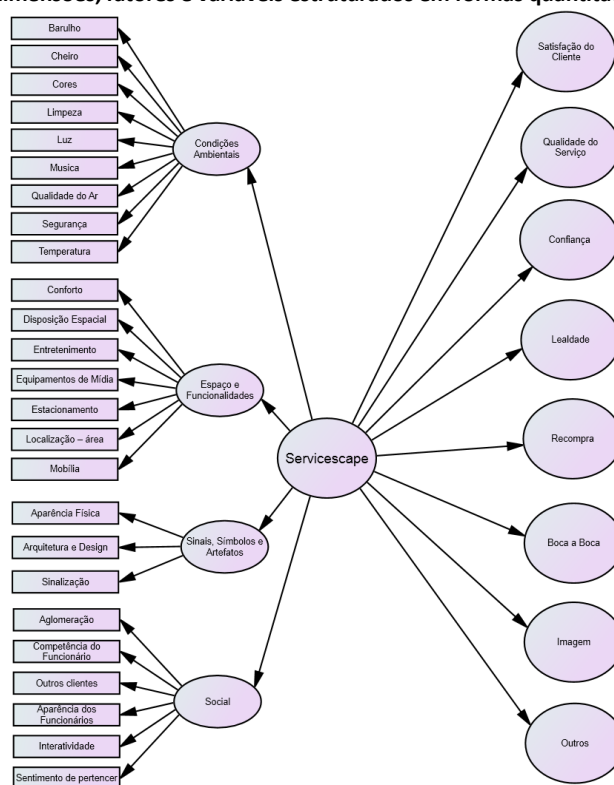 imensões, fatores e variáveis estruturados em formas quantita
Barulho
Cheiro
Cores
Limpeza
Luz
Musica
Qualidade do Ar
Segurança
Temperatura
Condições
Ambientais
Conforto
Disposição Espacial
Entretenimento
Equipamentos de Mídia
Estacionamento
Localização – área
Mobília
Espaço e
Funcionalidades
Aparência Física
Arquitetura e Design
Sinalização
Sinais, Símbolos e
Artefatos
Aglomeração
Competência do
Funcionário
Outros clientes
Aparência dos
Funcionários
Interatividade
Sentimento de pertencer
Social
Servicescape
Satisfação do
Cliente
Qualidade do
Serviço
Confiança
Lealdade
Recompra
Boca a Boca
Imagem
Outros